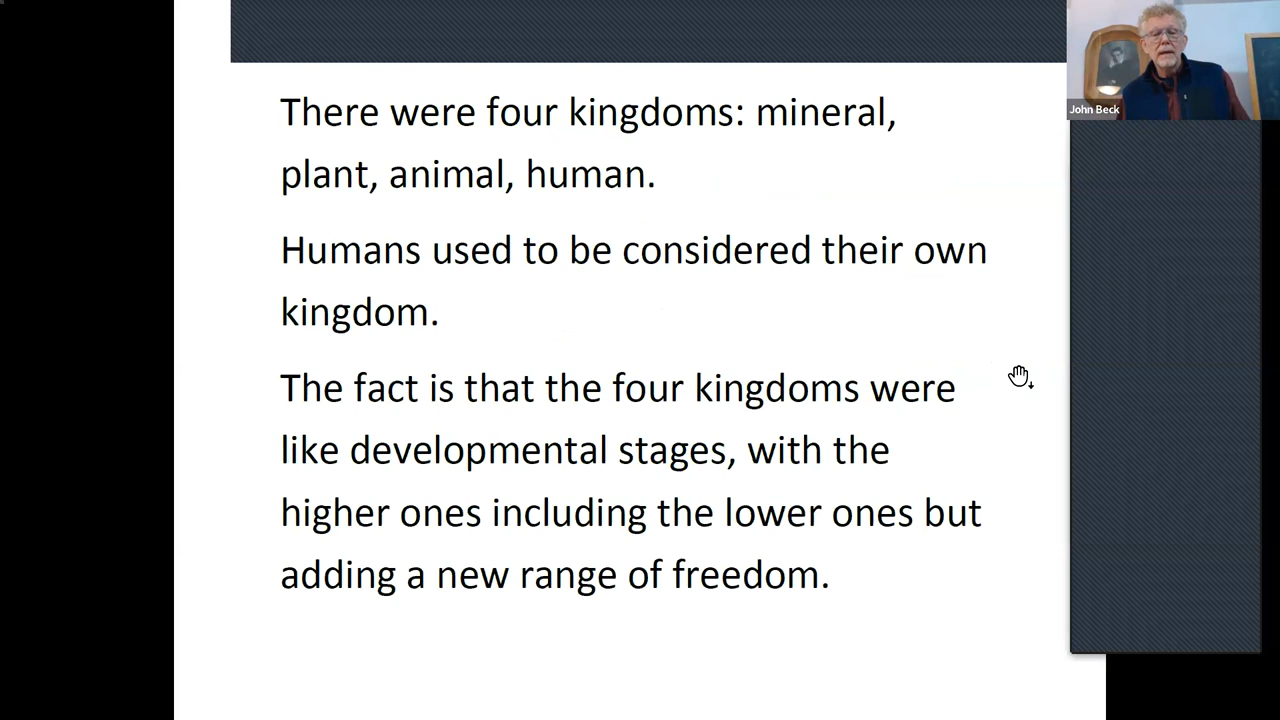 There were four kingdoms: mineral,
plant, animal, human.
Humans used to be considered their own
kingdom.
The fact is that the four kingdoms were
like developmental stages, with the
higher ones including the lower ones but
adding a new range of freedom.
John Beck